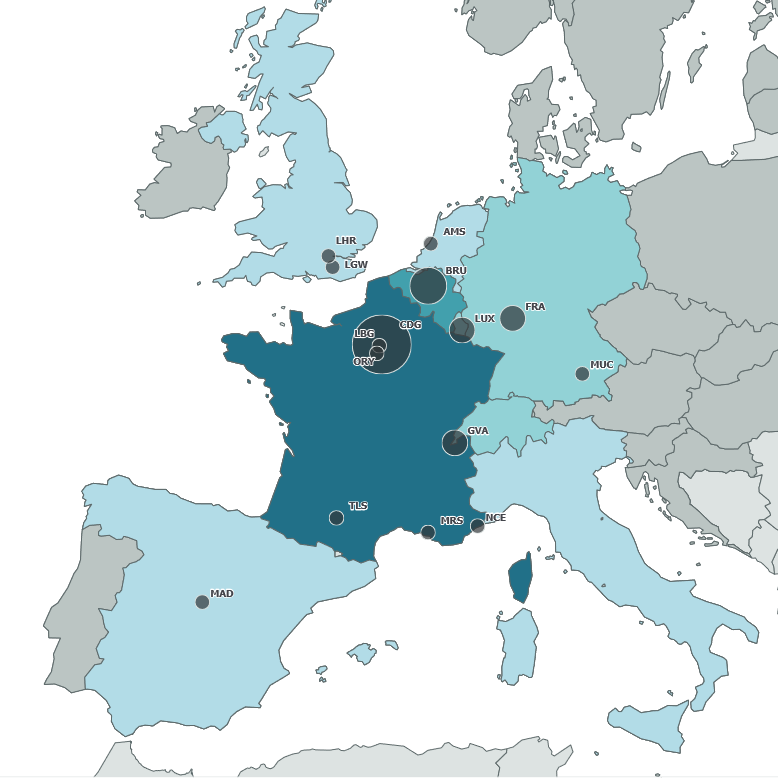 LHR
AMS
LGW
BRU
FRA
LUX
CDG
LBG
ORY
MUC
GVA
TLS
NCE
MRS
MAD